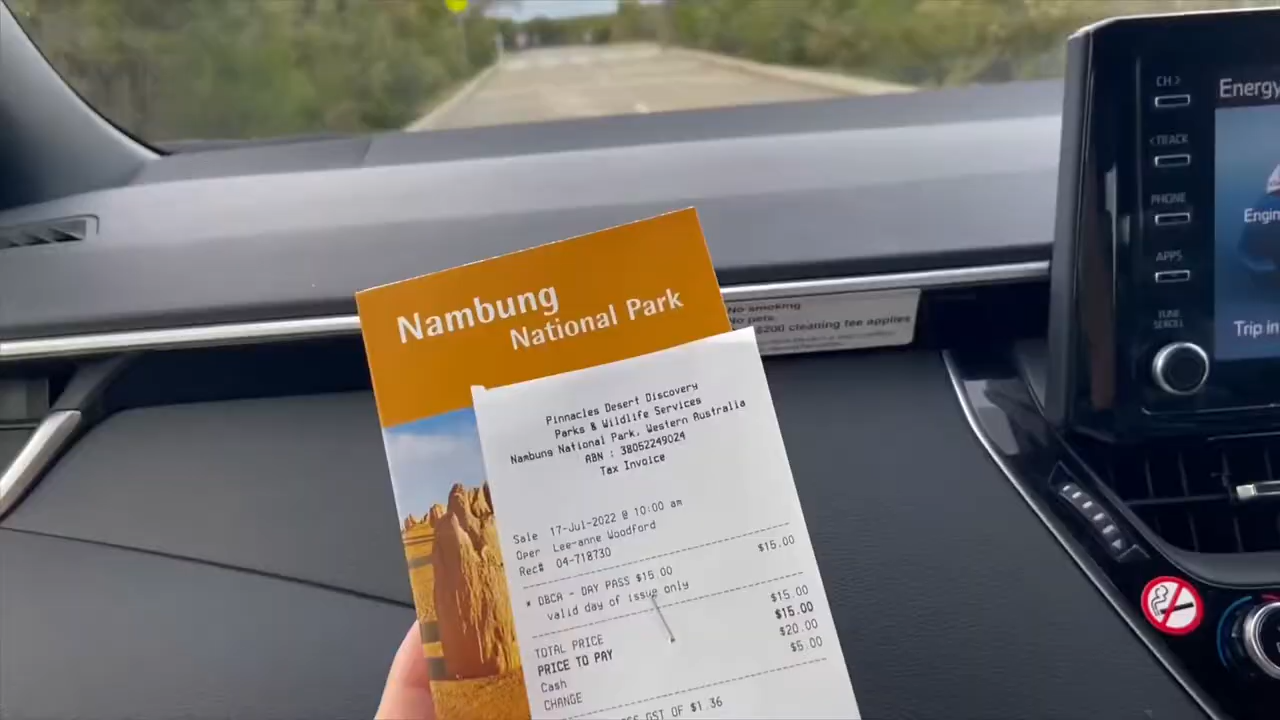 Nambung
National Park
Pinnacles Desert Discovery
Parks & Wildlife Services
Nambung National Park, Western Australia
ABN : 38052249024
Tax Invoice
Sale 17-Jul-2022 @ 10:00 am
Oper Lee-anne Woodford
Rec# 04-718730
$15.00
* DBCA - DAY PASS $15.00
valid day of issue only
TOTAL PRICE $15.00
PRICE TO PAY $15.00
Cash $20.00
CHANGE $5.00
GST OF $1.36
No smoking
No pets
$200 cleaning fee applies
CH>
<TRACK
PHONE
APPS
TUNE
SCROLL
Energy
Engin
Trip in